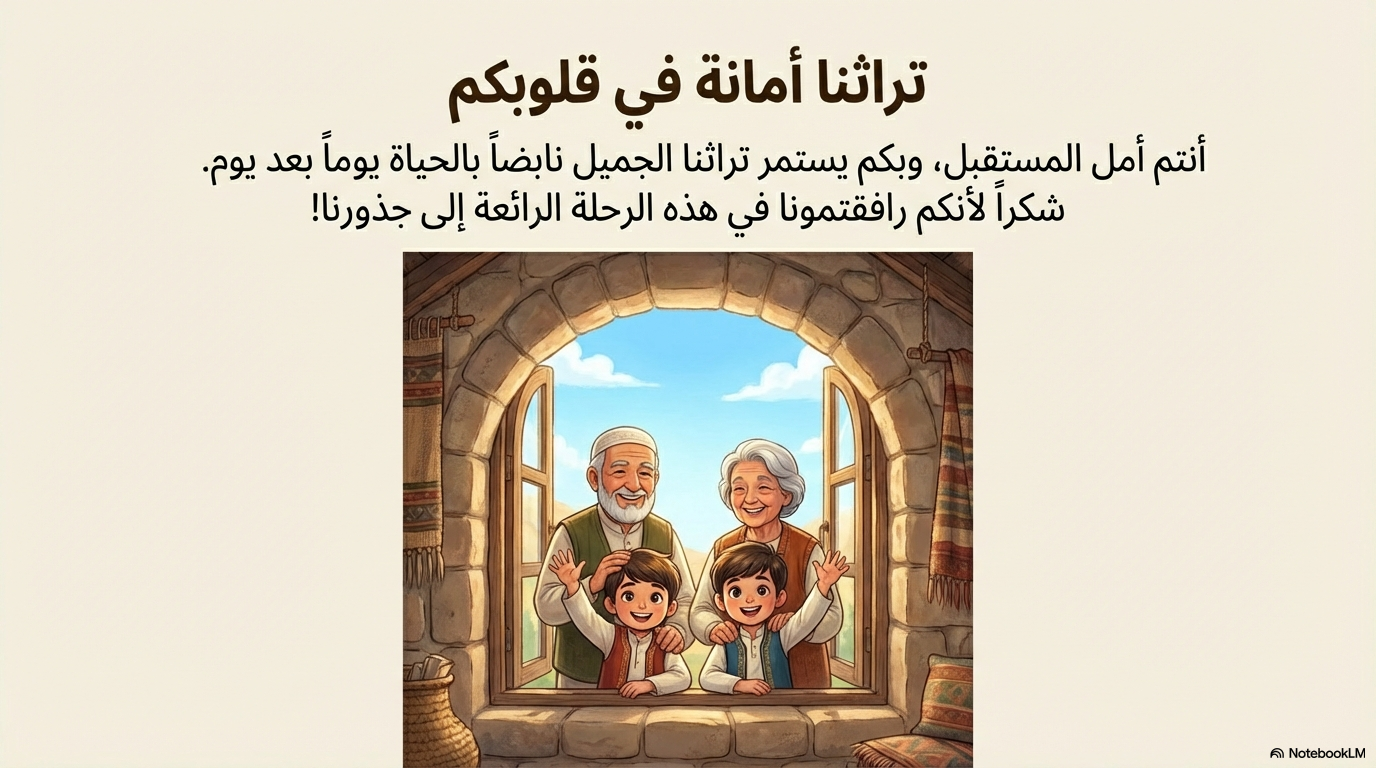 تراثنا أمانة في قلوبكم
أنتم أمل المستقبل، وبكم يستمر تراثنا الجميل نابضاً بالحياة يوماً بعد يوم.
شكراً لأنكم رافقتمونا في هذه الرحلة الرائعة إلى جذورنا!
NotebookLM